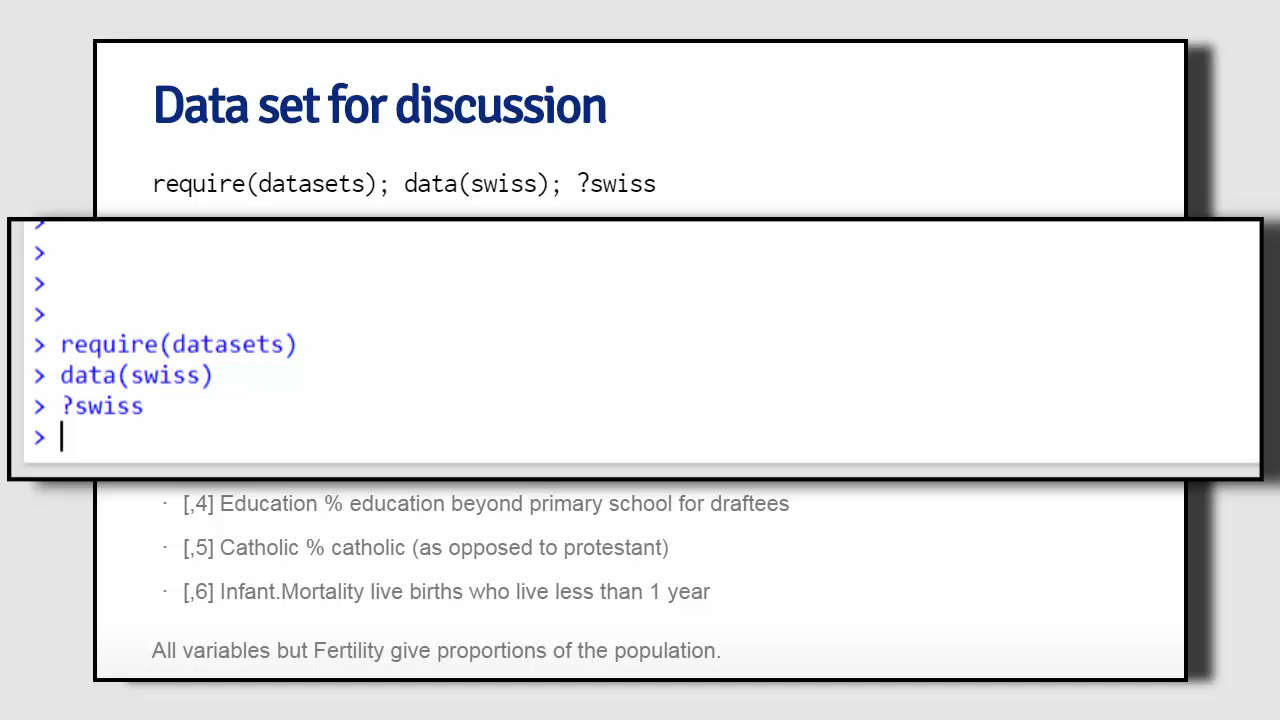 Data set for discussion
require(datasets); data(swiss); ?swiss
>
>
>
>
> require(datasets)
> data(swiss)
> ?swiss
>
· [,4] Education % education beyond primary school for draftees
· [,5] Catholic % catholic (as opposed to protestant)
· [,6] Infant.Mortality live births who live less than 1 year
All variables but Fertility give proportions of the population.